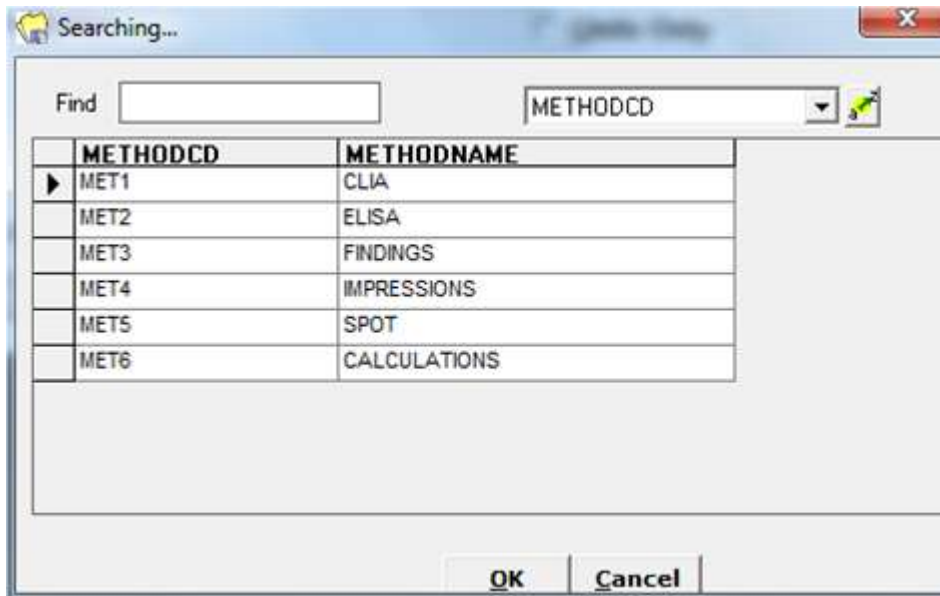 Searching...
Find METHODCD
METHODCD METHODNAME
MET1 CLIA
MET2 ELISA
MET3 FINDINGS
MET4 IMPRESSIONS
MET5 SPOT
MET6 CALCULATIONS
OK Cancel